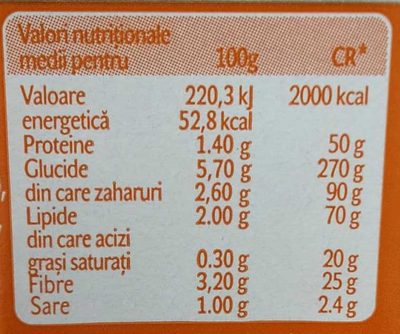 Valori nutriționale
medii pentru 100g CR*
Valoare 220,3 kJ 2000 kcal
energetică 52,8 kcal
Proteine 1.40 g 50 g
Glucide 5,70 g 270 g
din care zaharuri 2,60 g 90 g
Lipide 2.00 g 70 g
din care acizi
grași saturați 0.30 g 20 g
Fibre 3,20 g 25 g
Sare 1.00 g 2.4 g